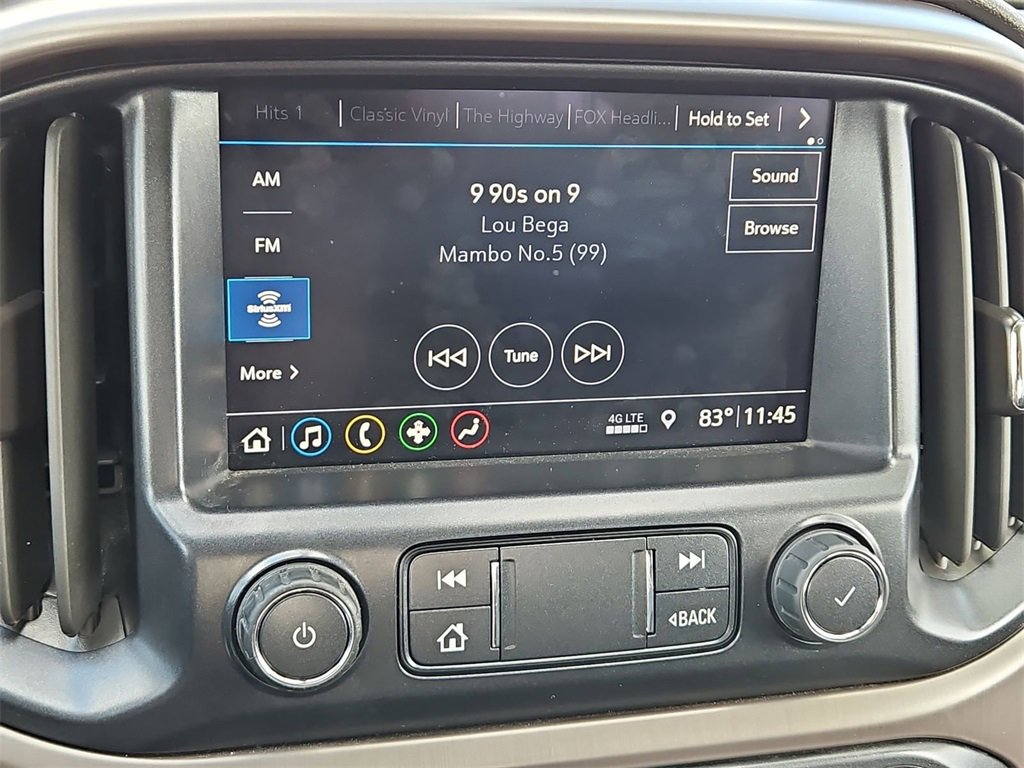 Hits 1 Classic Vinyl The Highway FOX Headli... Hold to Set
AM
9 90s on 9
Sound
Lou Bega
Browse
FM
Mambo No.5 (99)
SiriusXM
Tune
More
4G LTE
83° 11:45
BACK